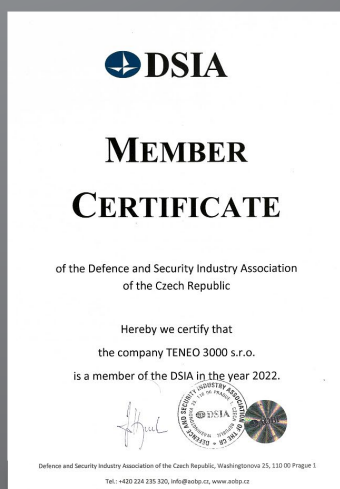 DSIA
MEMBER
CERTIFICATE
of the Defence and Security Industry Association
of the Czech Republic
Hereby we certify that
the company TENEO 3000 s.r.o.
is a member of the DSIA in the year 2022.
DSIA
Defence and Security Industry Association of the Czech Republic, Washingtonova 25, 110 00 Prague 1
Tel.: +420 224 235 320, info@aobp.cz, www.aobp.cz